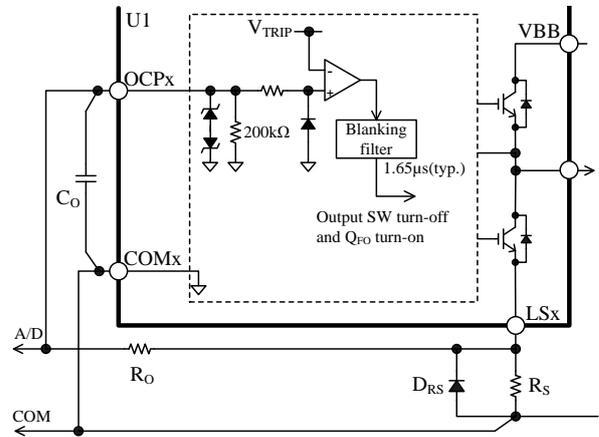 U1
VTRIP
VBB
OCPx
-
+
200kΩ
Blanking
filter
1.65µs(typ.)
CO
Output SW turn-off
and QFO turn-on
COMx
LSx
A/D
RO
DRS
RS
COM